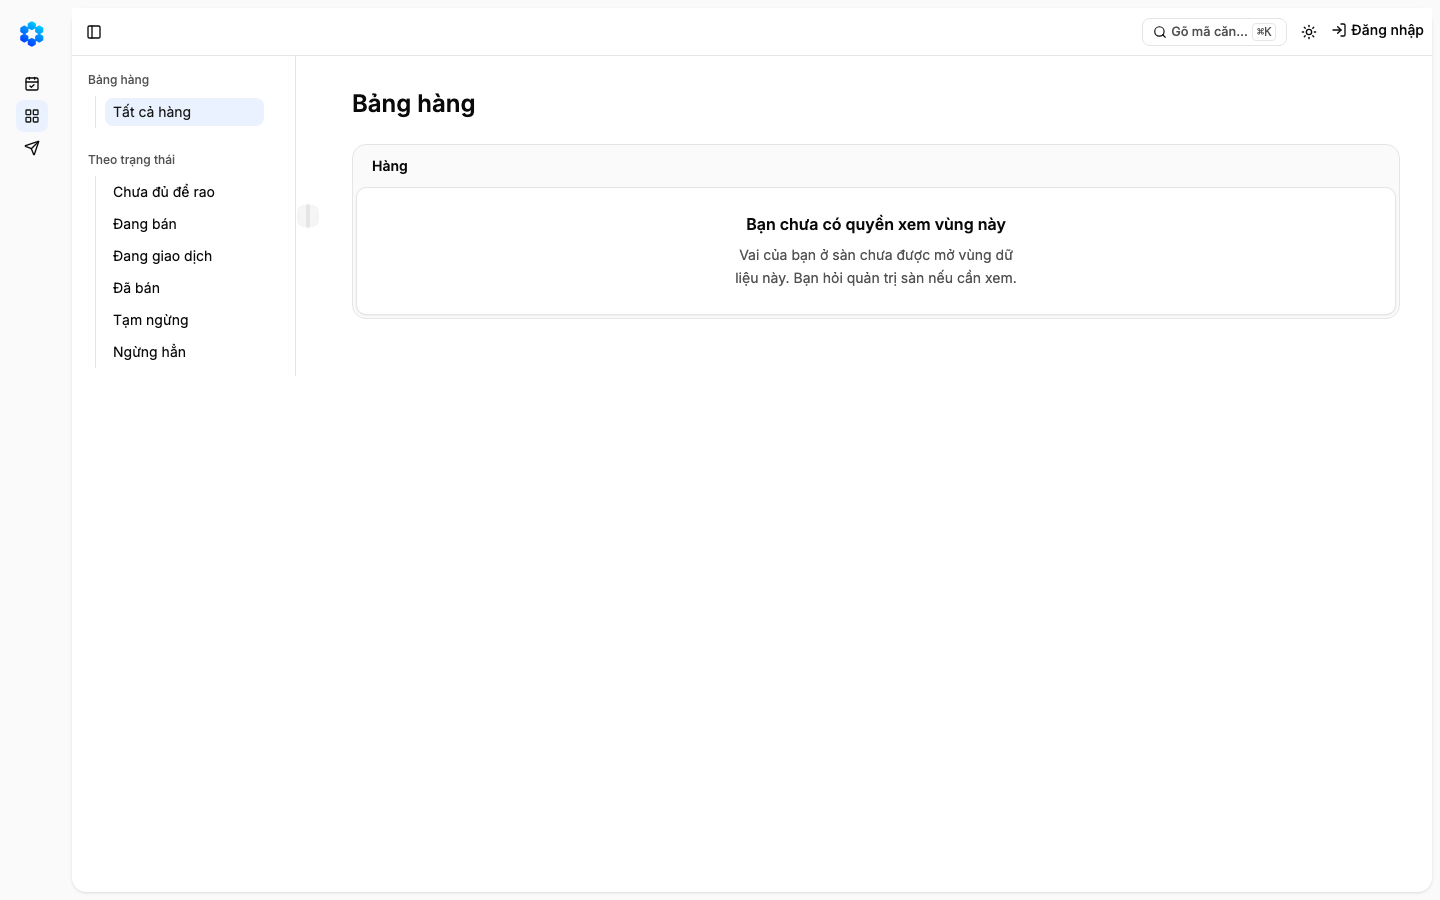 Gõ mã căn... ⌘K
Đăng nhập
Bảng hàng
Tất cả hàng
Theo trạng thái
Chưa đủ để rao
Đang bán
Đang giao dịch
Đã bán
Tạm ngừng
Ngừng hẳn
Bảng hàng
Hàng
Bạn chưa có quyền xem vùng này
Vai của bạn ở sàn chưa được mở vùng dữ
liệu này. Bạn hỏi quản trị sàn nếu cần xem.